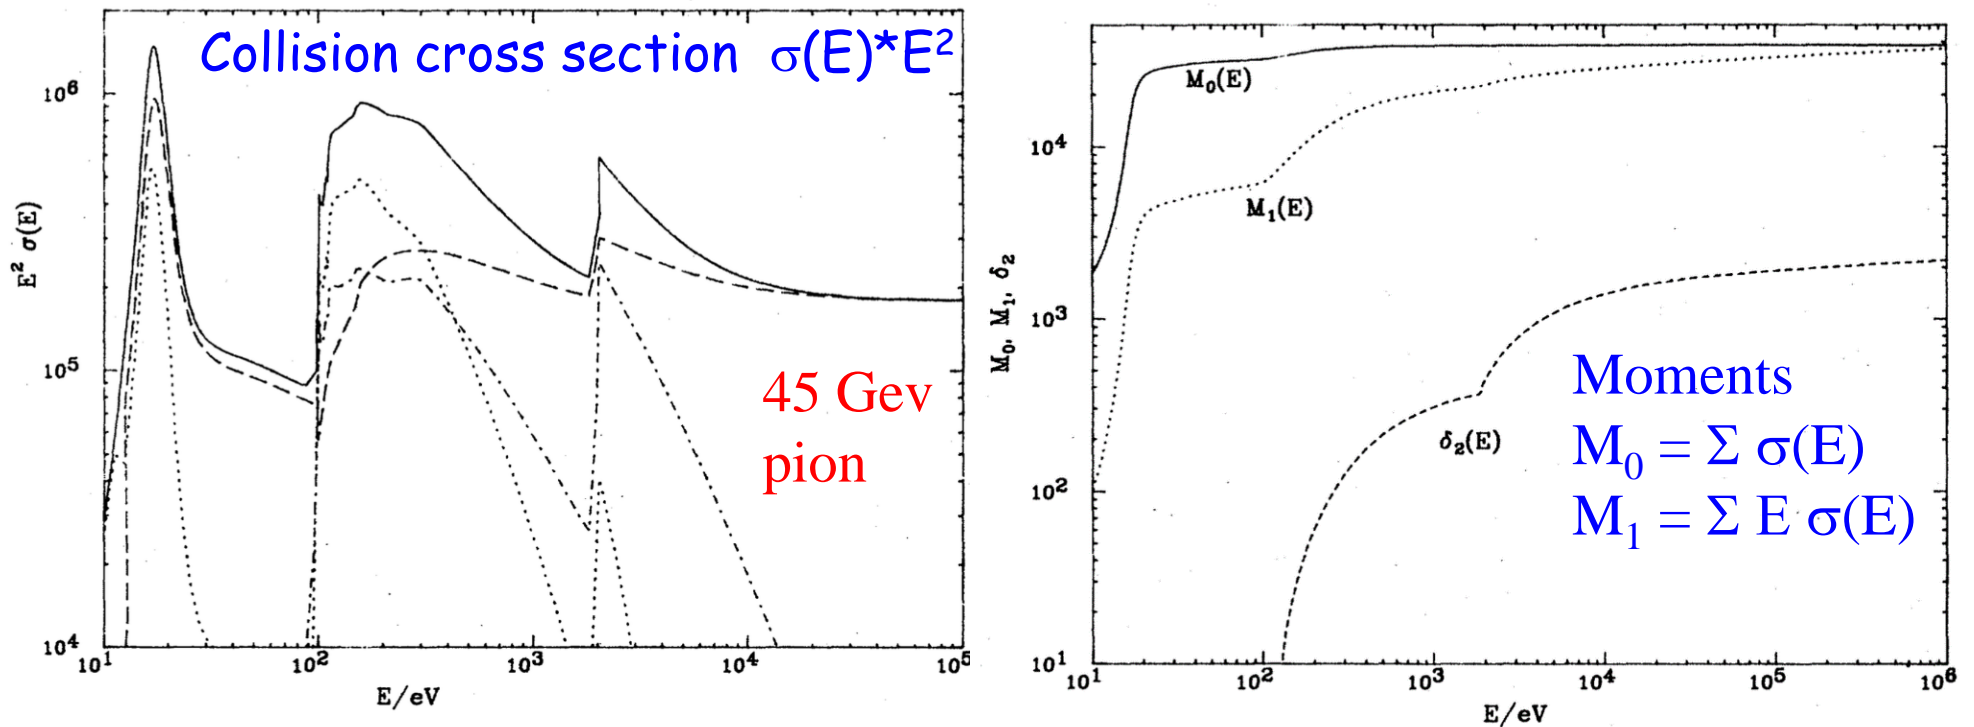 Collision cross section σ(E)*E²
10⁶
10⁵
10⁴
E² σ(E)
45 Gev
pion
10¹ 10² 10³ 10⁴ 10⁵
E/eV
M₀(E)
M₁(E)
δ₂(E)
10⁴
10³
10²
10¹
M₀, M₁, δ₂
Moments
M₀ = Σ σ(E)
M₁ = Σ E σ(E)
10¹ 10² 10³ 10⁴ 10⁵ 10⁶
E/eV